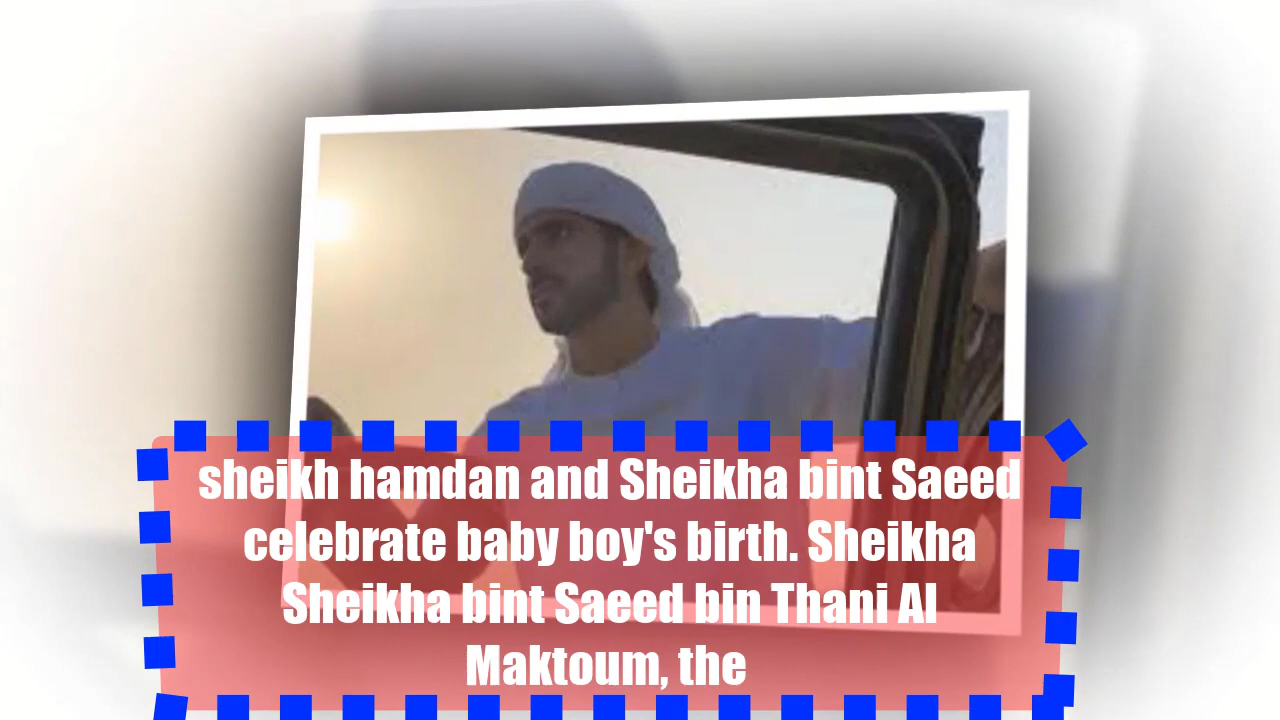 sheikh hamdan and Sheikha bint Saeed
celebrate baby boy's birth. Sheikha
Sheikha bint Saeed bin Thani Al
Maktoum, the